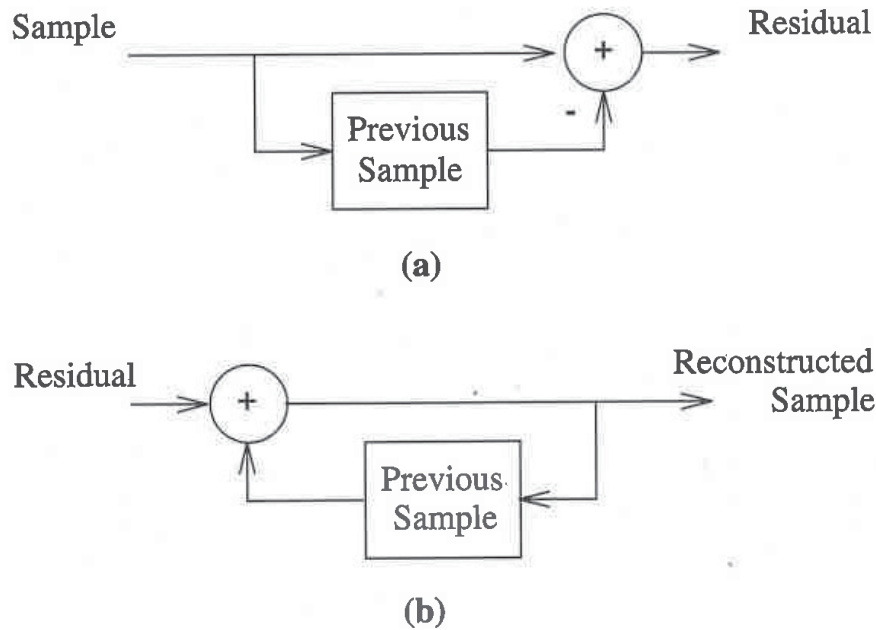 Sample
Residual
+
-
Previous
Sample
(a)
Residual
+
Reconstructed
Sample
Previous
Sample
(b)